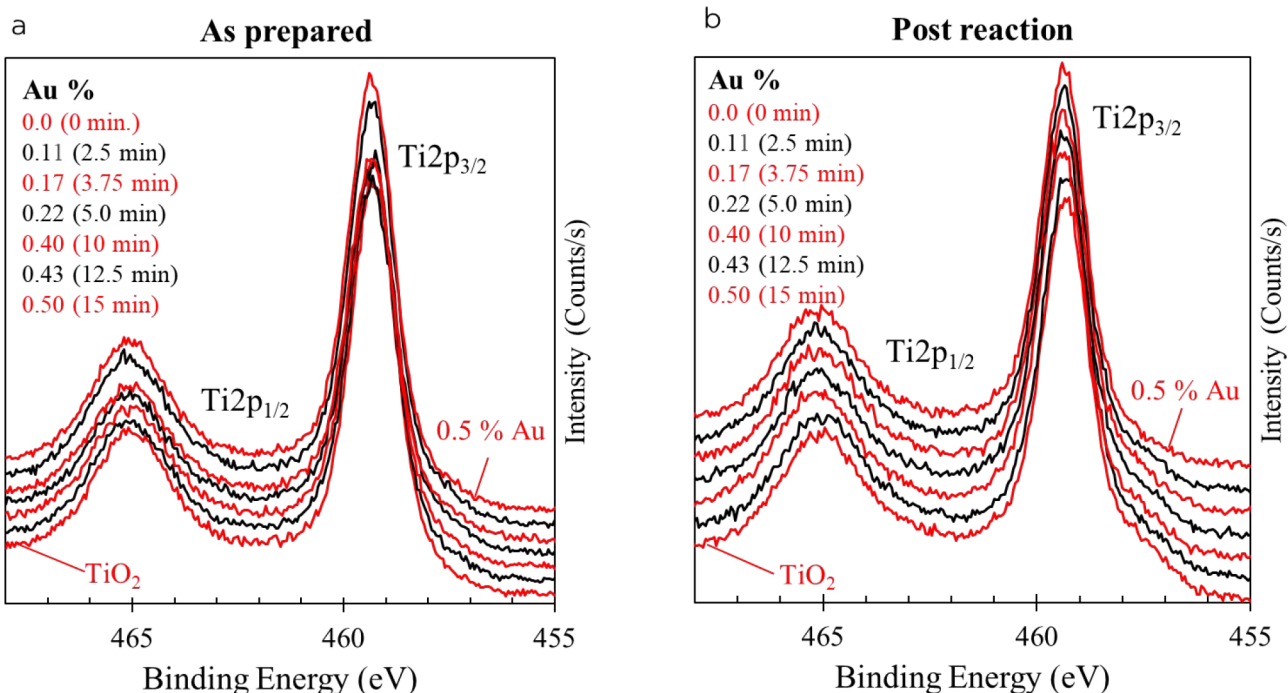 a
As prepared
Au %
0.0 (0 min.)
0.11 (2.5 min)
0.17 (3.75 min)
0.22 (5.0 min)
0.40 (10 min)
0.43 (12.5 min)
0.50 (15 min)
Ti2p3/2
Ti2p1/2
0.5 % Au
TiO2
Intensity (Counts/s)
465
460
455
Binding Energy (eV)
b
Post reaction
Au %
0.0 (0 min)
0.11 (2.5 min)
0.17 (3.75 min)
0.22 (5.0 min)
0.40 (10 min)
0.43 (12.5 min)
0.50 (15 min)
Ti2p3/2
Ti2p1/2
0.5 % Au
TiO2
Intensity (Counts/s)
465
460
455
Binding Energy (eV)